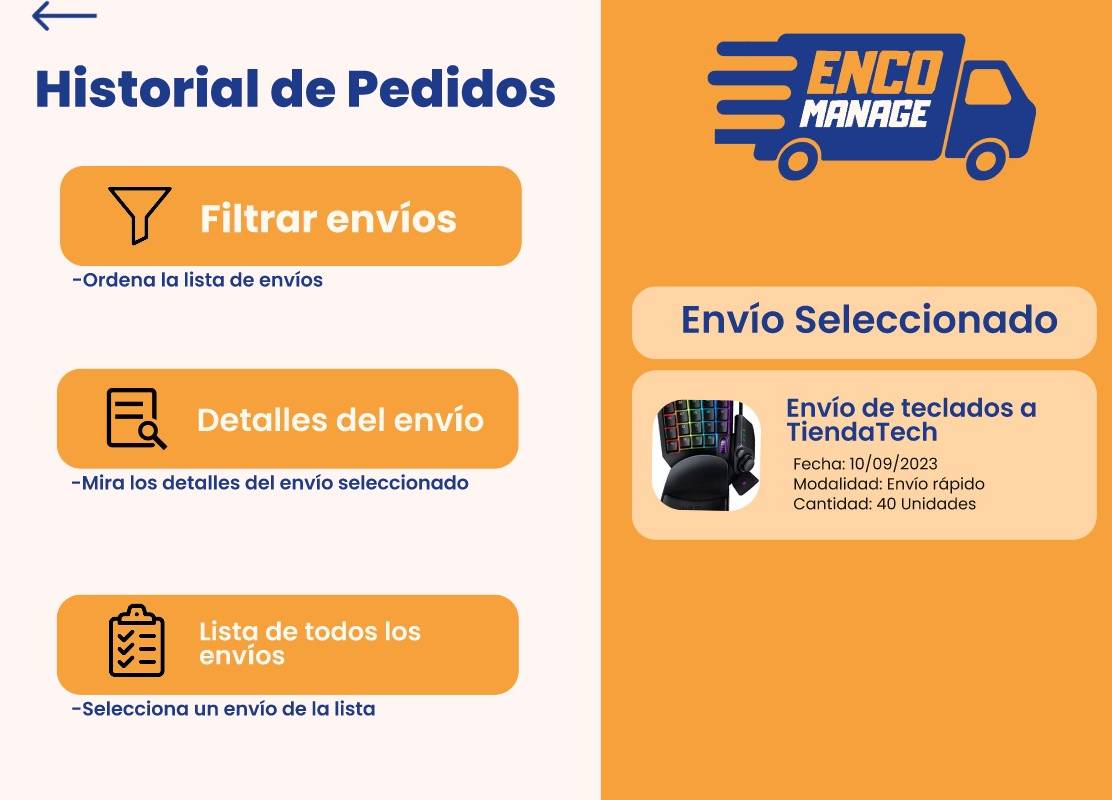 Historial de Pedidos
Filtrar envíos
-Ordena la lista de envíos
Detalles del envío
-Mira los detalles del envío seleccionado
Lista de todos los
envíos
-Selecciona un envío de la lista
ENCO
MANAGE
Envío Seleccionado
Envío de teclados a
TiendaTech
Fecha: 10/09/2023
Modalidad: Envío rápido
Cantidad: 40 Unidades